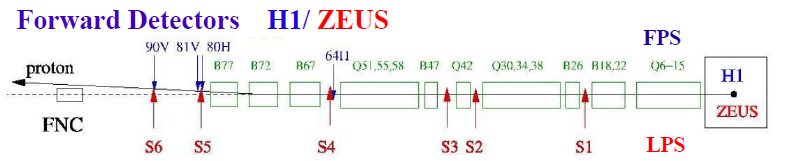 Forward Detectors H1/ ZEUS
90V 81V 80H 64H FPS
B77 B72 B67 Q51,55,58 B47 Q42 Q30,34,38 B26 B18,22 Q6-15
proton
H1
ZEUS
FNC
S6 S5 S4 S3 S2 S1 LPS